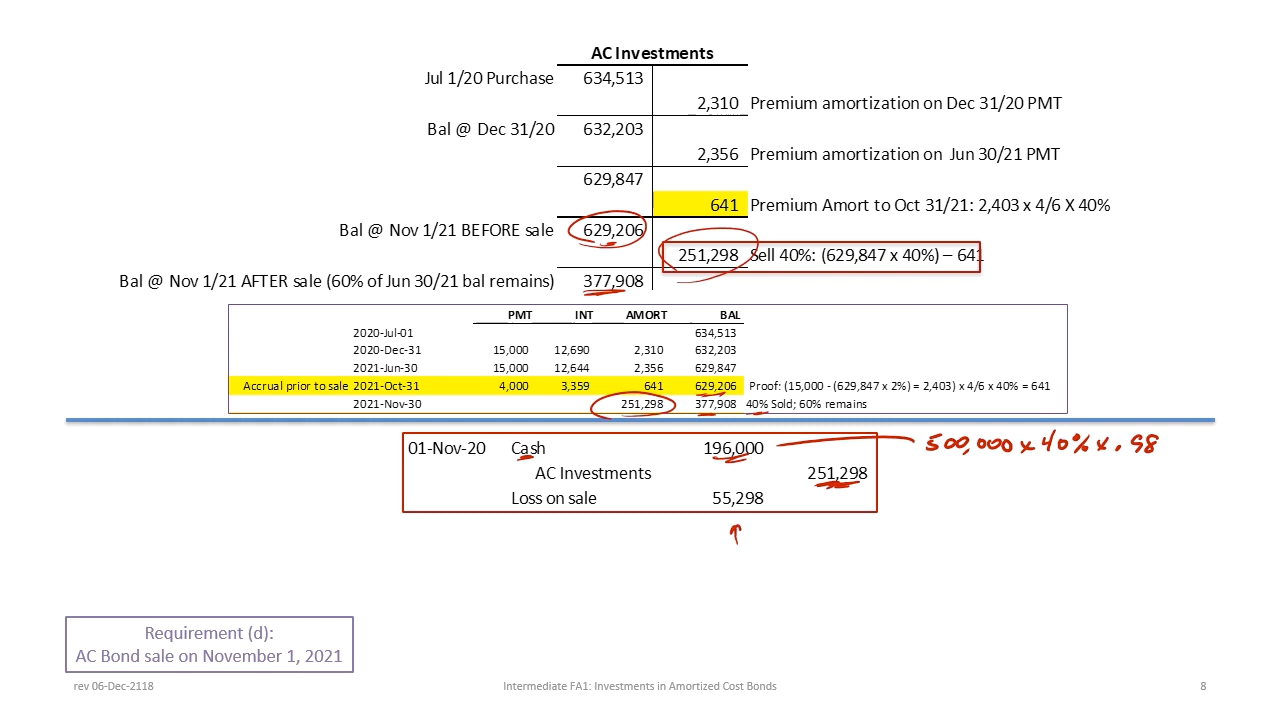 AC Investments
Jul 1/20 Purchase 634,513
2,310 Premium amortization on Dec 31/20 PMT
Bal @ Dec 31/20 632,203
2,356 Premium amortization on Jun 30/21 PMT
629,847
641 Premium Amort to Oct 31/21: 2,403 x 4/6 X 40%
Bal @ Nov 1/21 BEFORE sale 629,206
251,298 Sell 40%: (629,847 x 40%) – 641
Bal @ Nov 1/21 AFTER sale (60% of Jun 30/21 bal remains) 377,908
PMT INT AMORT BAL
2020-Jul-01 634,513
2020-Dec-31 15,000 12,690 2,310 632,203
2021-Jun-30 15,000 12,644 2,356 629,847
Accrual prior to sale 2021-Oct-31 4,000 3,359 641 629,206 Proof: (15,000 - (629,847 x 2%) = 2,403) x 4/6 x 40% = 641
2021-Nov-30 251,298 377,908 40% Sold; 60% remains
01-Nov-20 Cash 196,000 500,000 x 40% x .98
AC Investments 251,298
Loss on sale 55,298
Requirement (d):
AC Bond sale on November 1, 2021
rev 06-Dec-2118 Intermediate FA1: Investments in Amortized Cost Bonds 8